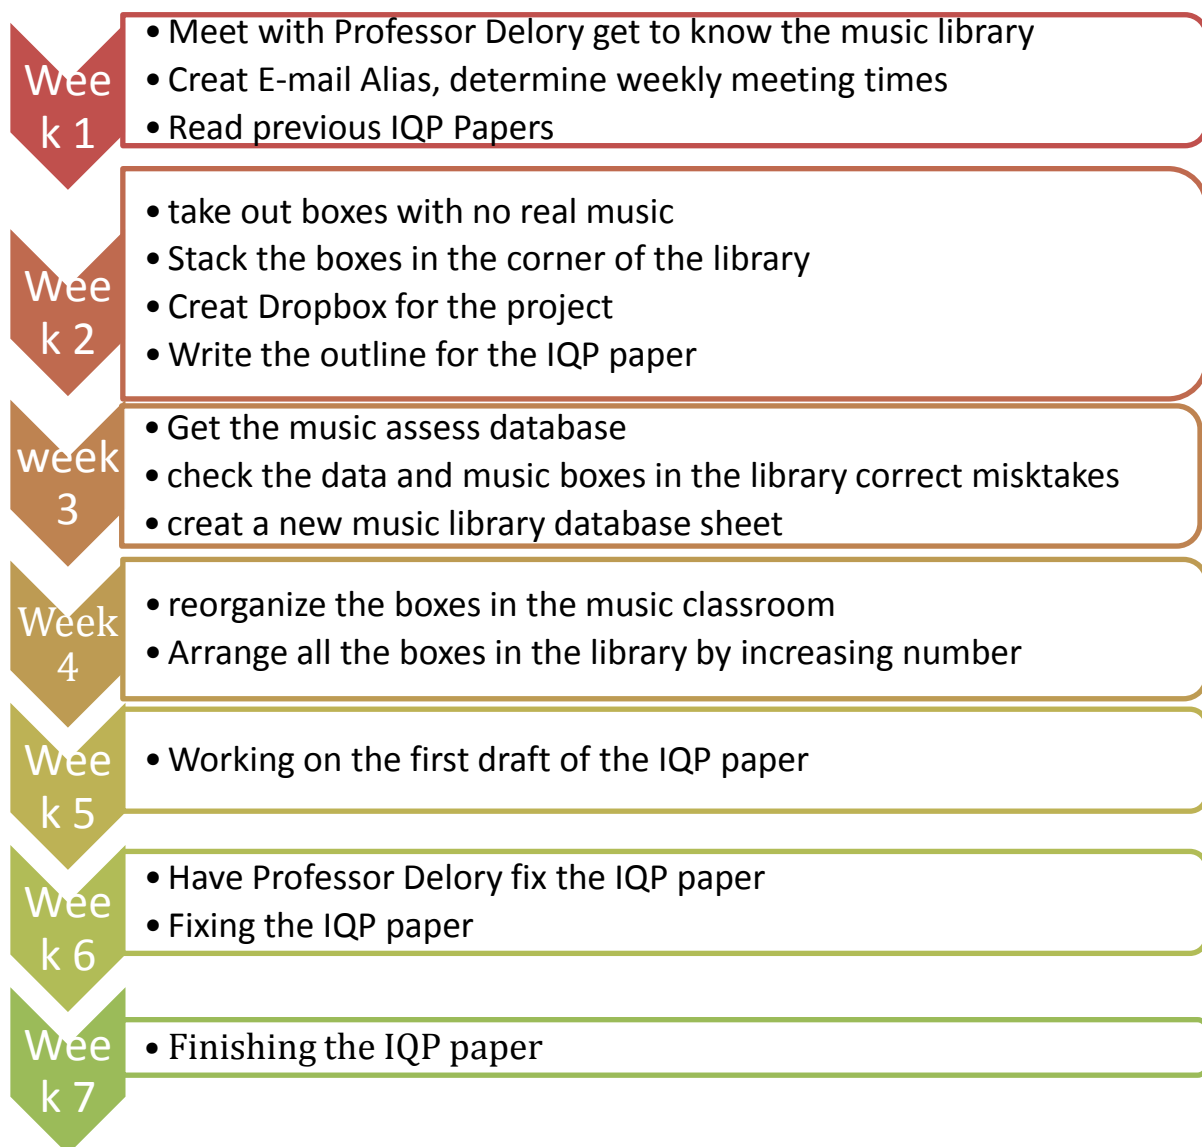 Wee
k 1
• Meet with Professor Delory get to know the music library
• Creat E-mail Alias, determine weekly meeting times
• Read previous IQP Papers
Wee
k 2
• take out boxes with no real music
• Stack the boxes in the corner of the library
• Creat Dropbox for the project
• Write the outline for the IQP paper
week
3
• Get the music assess database
• check the data and music boxes in the library correct misktakes
• creat a new music library database sheet
Week
4
• reorganize the boxes in the music classroom
• Arrange all the boxes in the library by increasing number
Wee
k 5
• Working on the first draft of the IQP paper
Wee
k 6
• Have Professor Delory fix the IQP paper
• Fixing the IQP paper
Wee
k 7
• Finishing the IQP paper